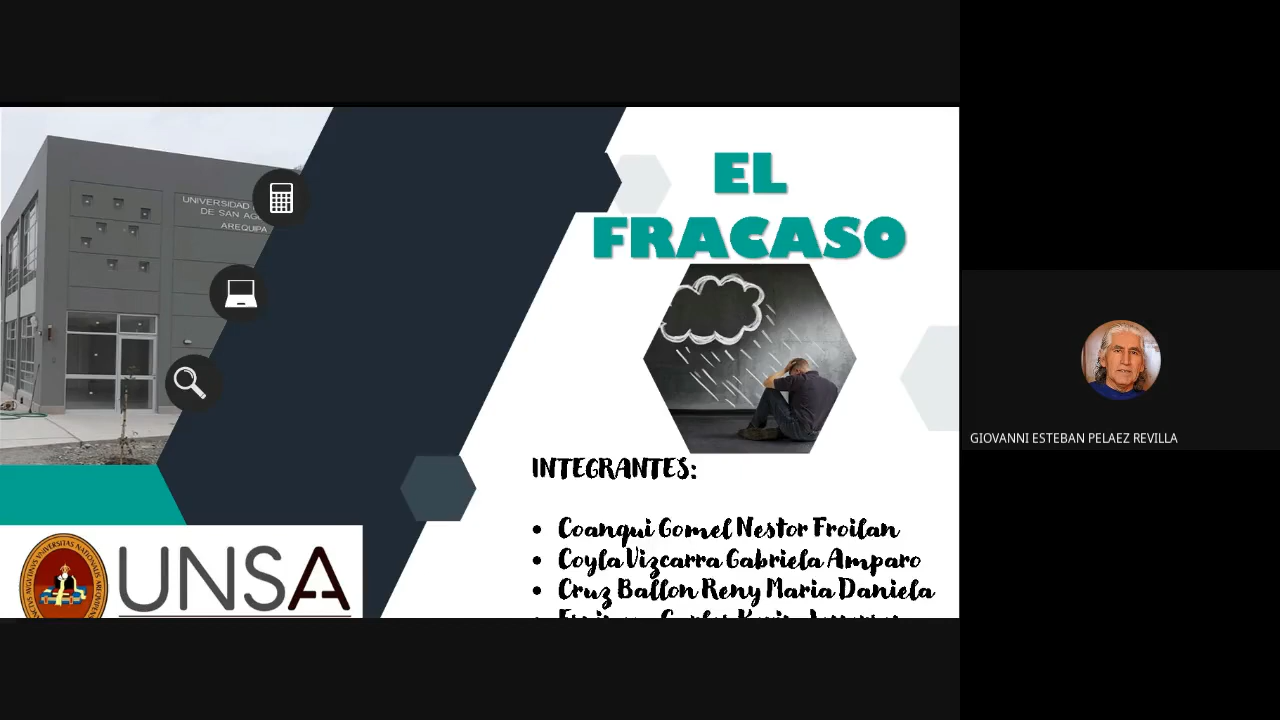 UNIVERSIDAD
DE SAN AG
AREQUIPA
EL
FRACASO
INTEGRANTES:
• Coanqui Gomel Nestor Froilan
• Coyla Vizcarra Gabriela Amparo
• Cruz Ballon Reny Maria Daniela
UNSA
GIOVANNI ESTEBAN PELAEZ REVILLA